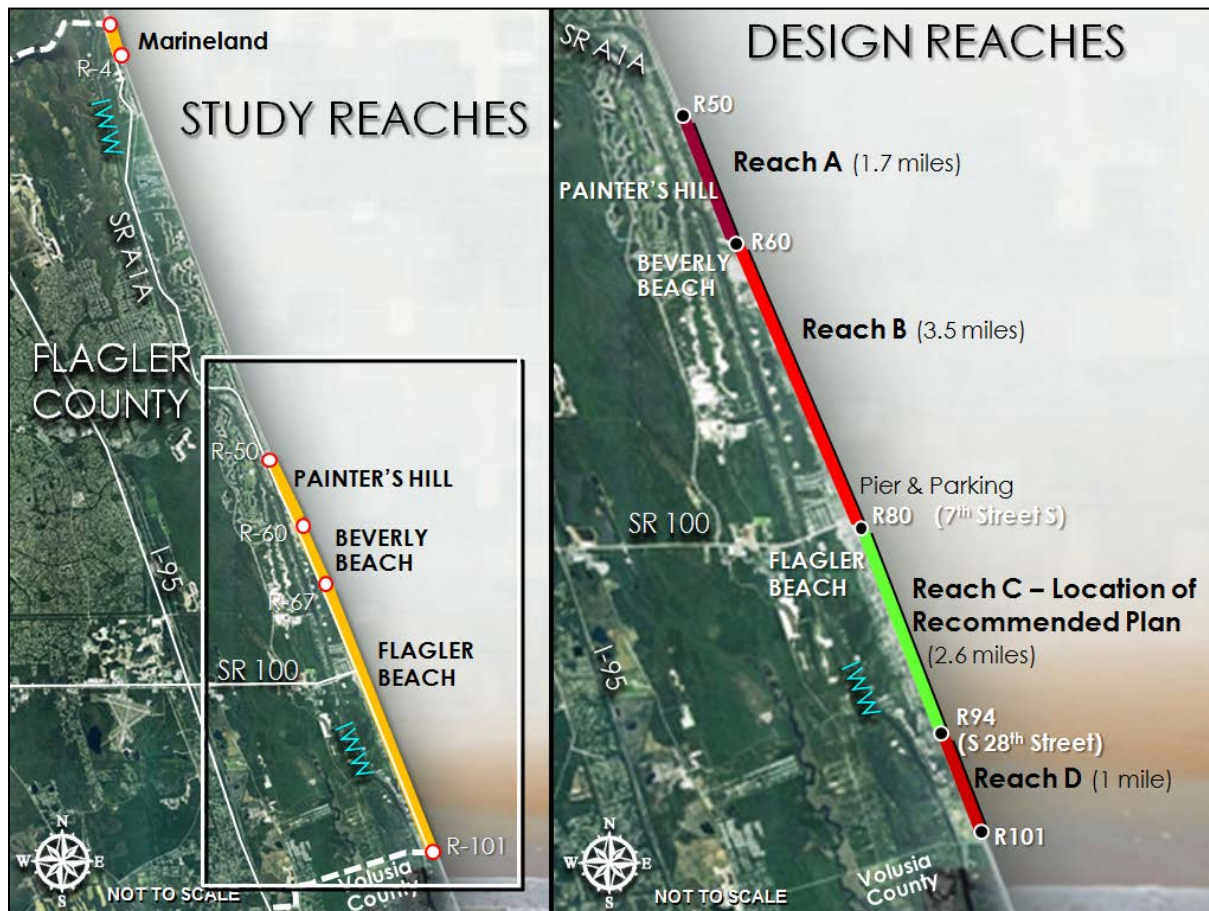 Marineland
R-4
IWW
STUDY REACHES
SR A1A
FLAGLER
COUNTY
R-50
PAINTER'S HILL
R-60
BEVERLY
BEACH
I-95
R-67
FLAGLER
BEACH
SR 100
IWW
R-101
Volusia
County
N
W
E
S
NOT TO SCALE
DESIGN REACHES
SR A1A
R50
Reach A (1.7 miles)
PAINTER'S HILL
R60
BEVERLY
BEACH
Reach B (3.5 miles)
Pier & Parking
R80 (7th Street S)
SR 100
FLAGLER
BEACH
Reach C – Location of
Recommended Plan
(2.6 miles)
I-95
IWW
R94
(S 28th Street)
Reach D (1 mile)
R101
Volusia
County
N
W
E
S
NOT TO SCALE